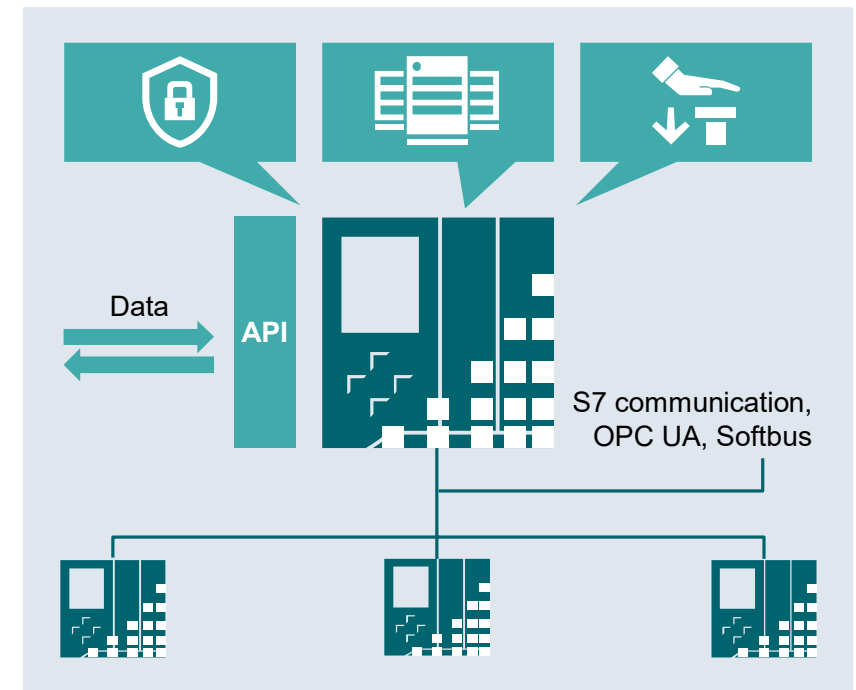 Data
API
S7 communication,
OPC UA, Softbus